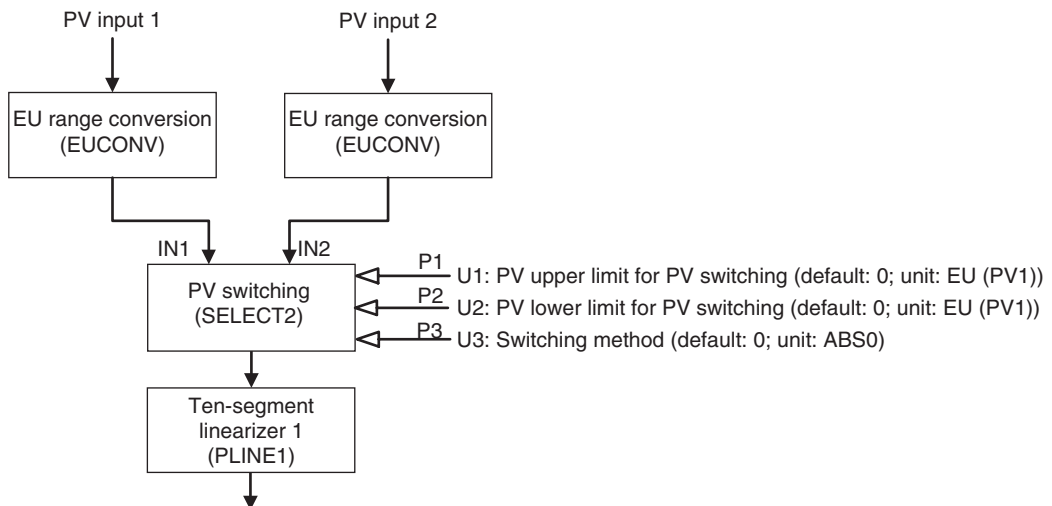 PV input 1
PV input 2
EU range conversion
(EUCONV)
EU range conversion
(EUCONV)
IN1
IN2
PV switching
(SELECT2)
P1
U1: PV upper limit for PV switching (default: 0; unit: EU (PV1))
P2
U2: PV lower limit for PV switching (default: 0; unit: EU (PV1))
P3
U3: Switching method (default: 0; unit: ABS0)
Ten-segment
linearizer 1
(PLINE1)